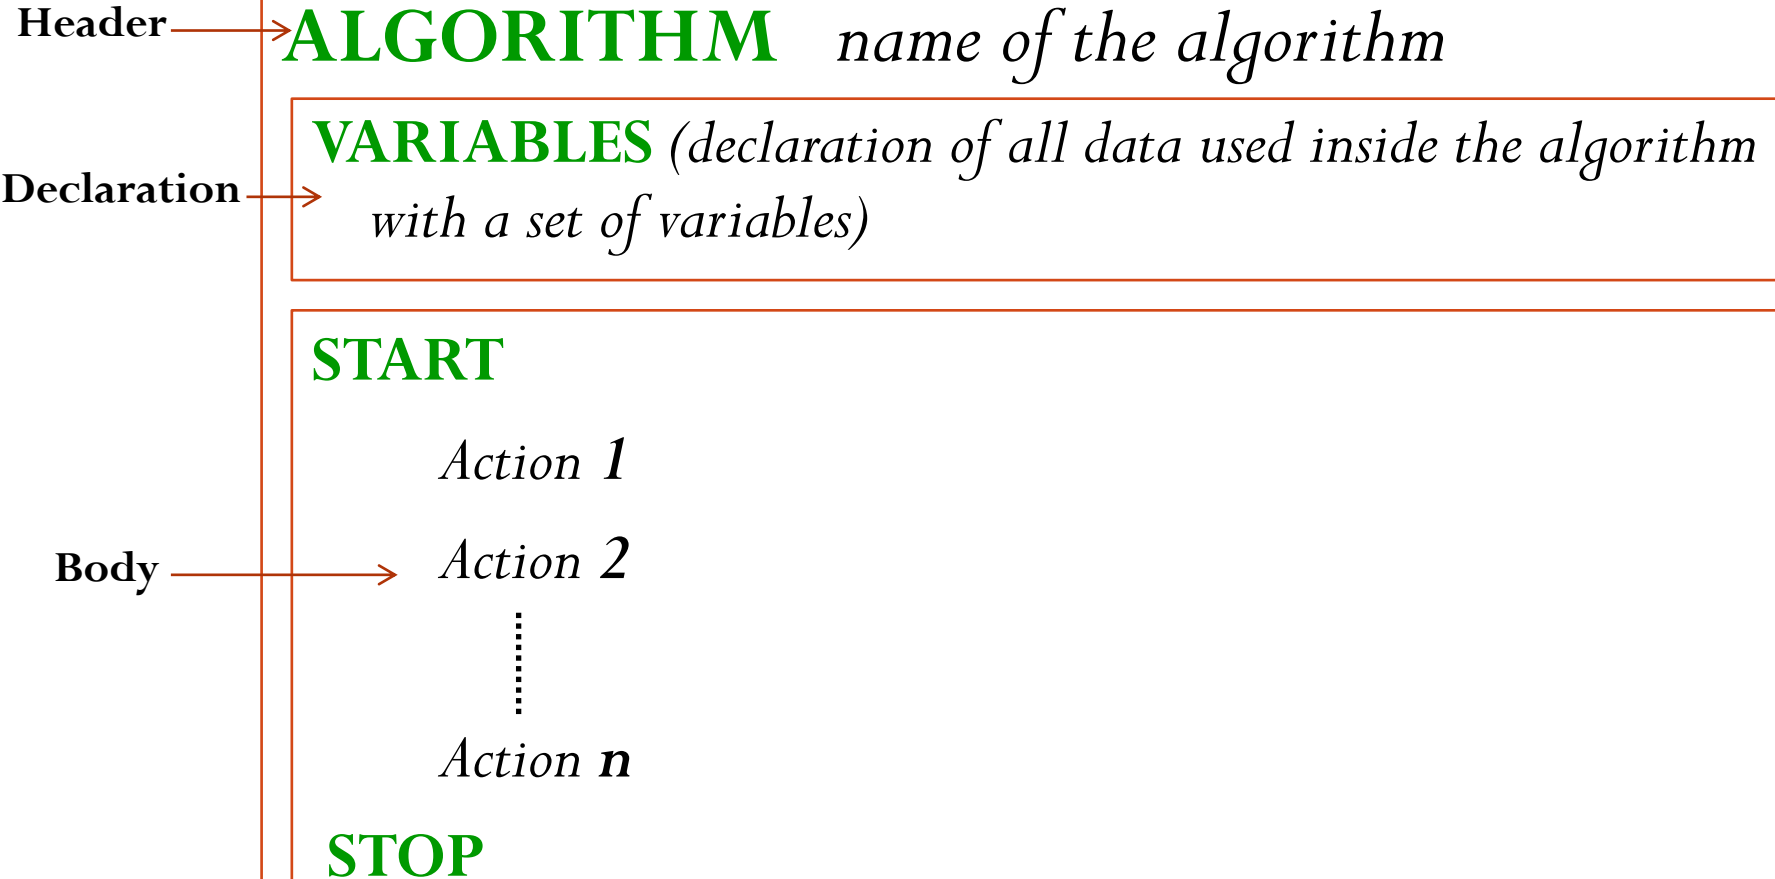 Header
ALGORITHM name of the algorithm
Declaration
VARIABLES (declaration of all data used inside the algorithm
with a set of variables)
START
Action 1
Body
Action 2
Action n
STOP